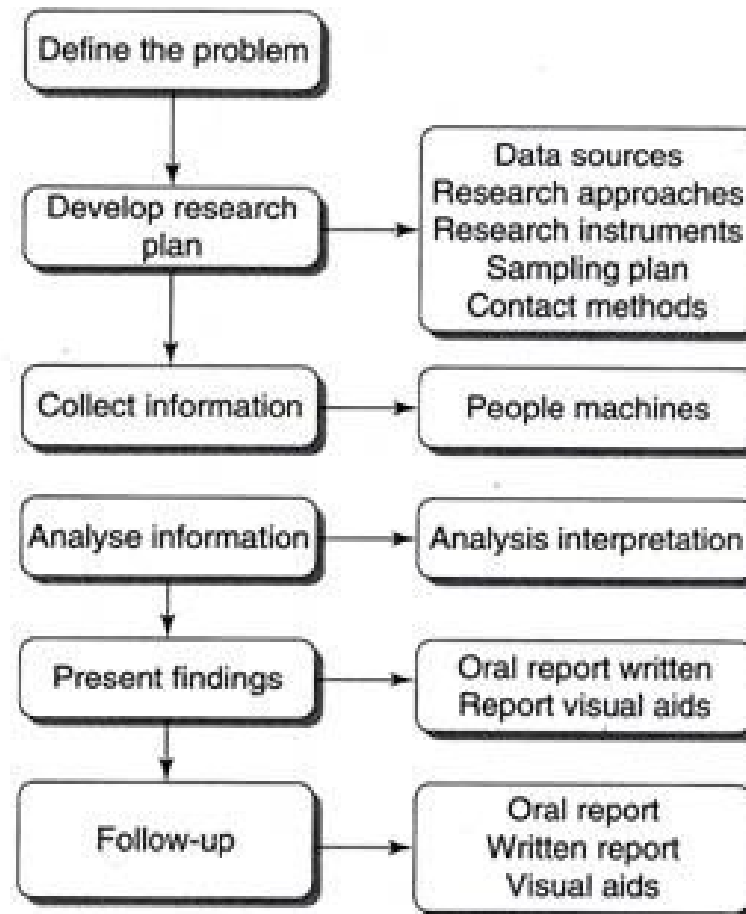 Define the problem
Develop research
plan
Data sources
Research approaches
Research instruments
Sampling plan
Contact methods
Collect information
People machines
Analyse information
Analysis interpretation
Present findings
Oral report written
Report visual aids
Follow-up
Oral report
Written report
Visual aids